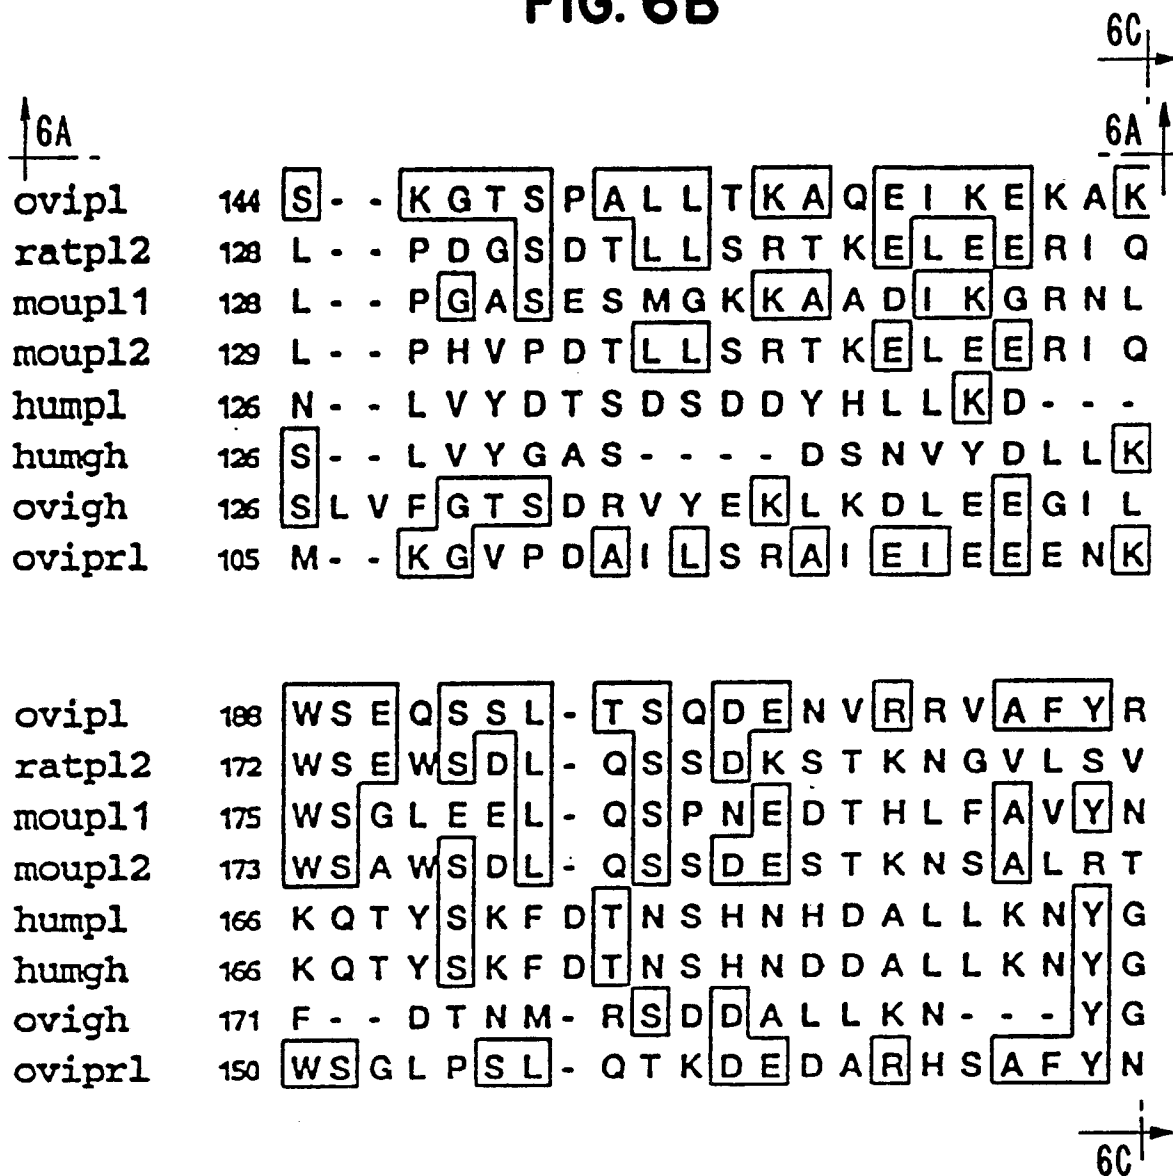 FIG. 6B
6C
6A 6A
ovipl 144 S - - K G T S P A L L T K A Q E I K E K A K
ratpl2 128 L - - P D G S D T L L S R T K E L E E R I Q
moupl1 128 L - - P G A S E S M G K K A A D I K G R N L
moupl2 129 L - - P H V P D T L L S R T K E L E E R I Q
humpl 126 N - - L V Y D T S D S D D Y H L L K D - - -
humgh 126 S - - L V Y G A S - - - - D S N V Y D L L K
ovigh 126 S L V F G T S D R V Y E K L K D L E E G I L
oviprl 105 M - - K G V P D A I L S R A I E I E E E N K
ovipl 188 W S E Q S S L - T S Q D E N V R R V A F Y R
ratpl2 172 W S E W S D L - Q S S D K S T K N G V L S V
moupl1 175 W S G L E E L - Q S P N E D T H L F A V Y N
moupl2 173 W S A W S D L - Q S S D E S T K N S A L R T
humpl 166 K Q T Y S K F D T N S H N H D A L L K N Y G
humgh 166 K Q T Y S K F D T N S H N D D A L L K N Y G
ovigh 171 F - - D T N M - R S D D A L L K N - - - Y G
oviprl 150 W S G L P S L - Q T K D E D A R H S A F Y N
6C